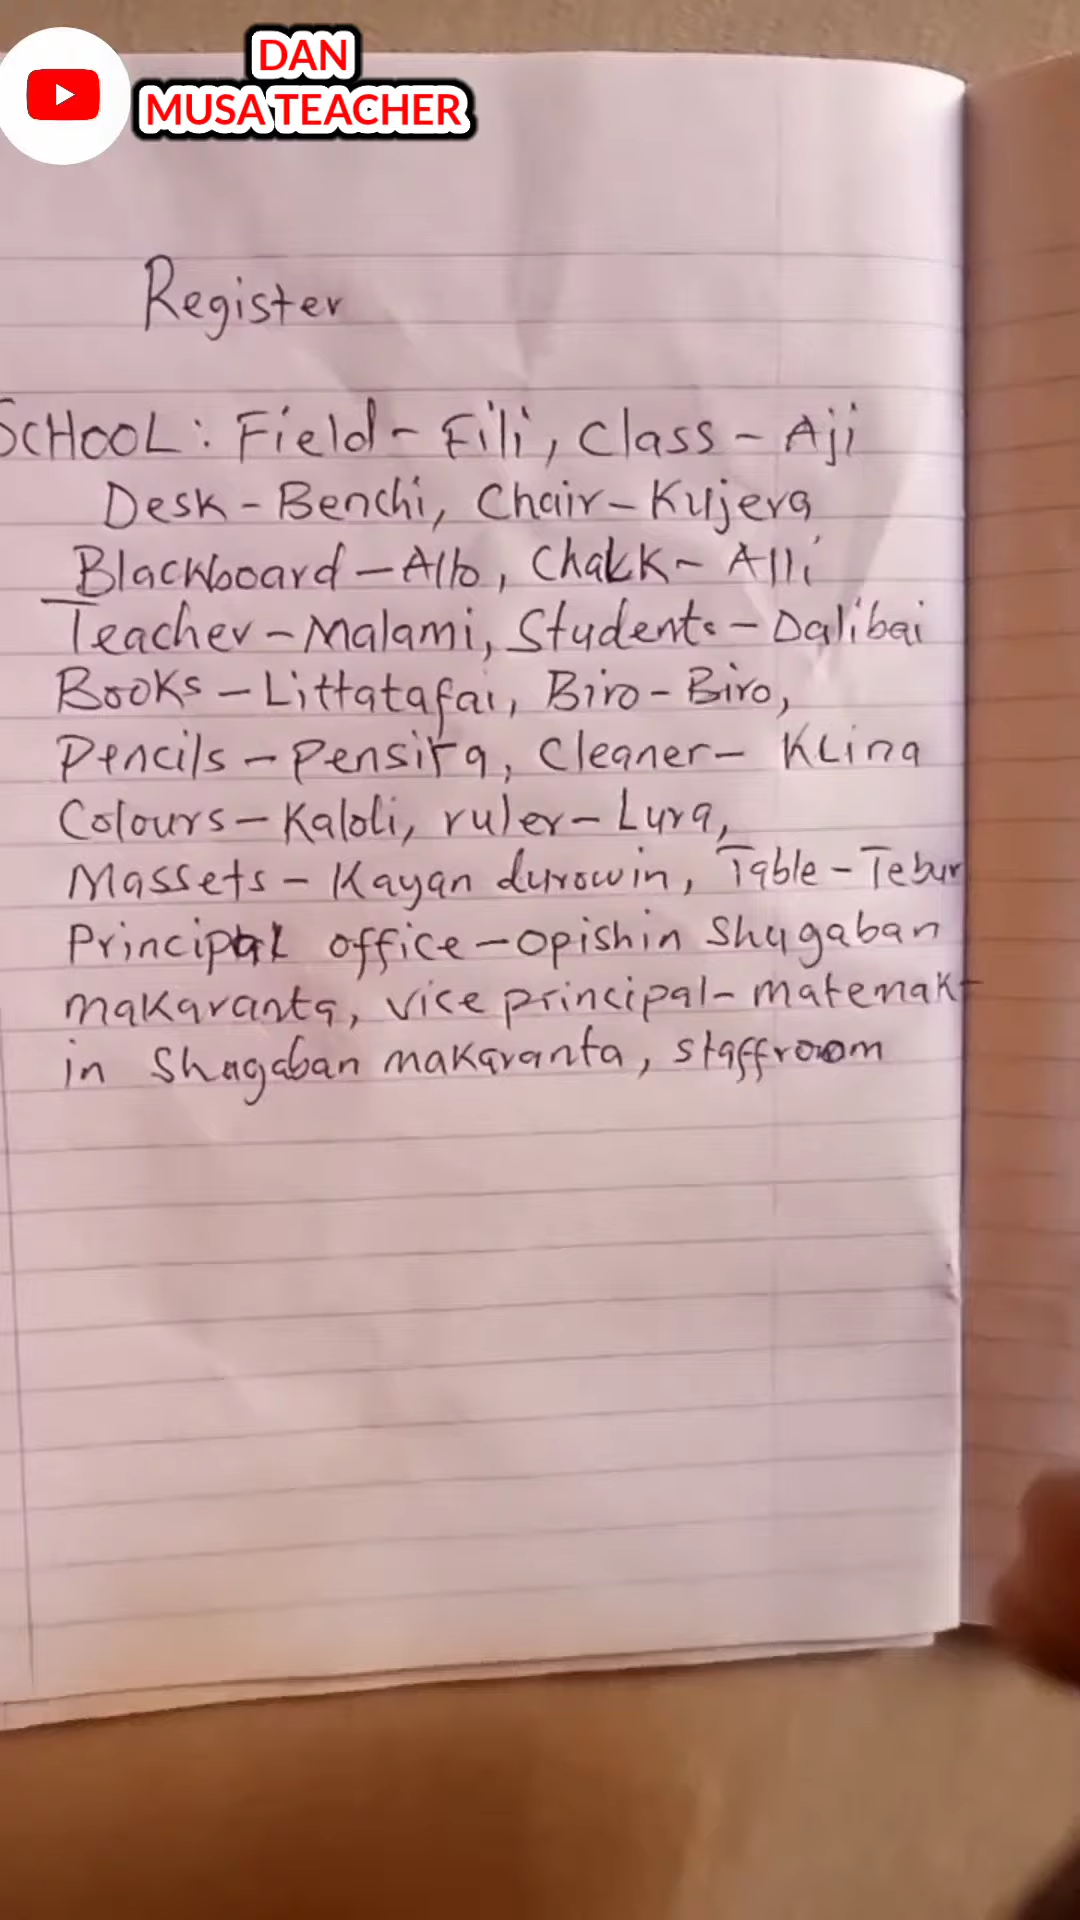 DAN
MUSA TEACHER
Register
SCHOOL: Field - Fili, Class - Aji
Desk - Benchi, Chair - Kujera
Blackboard - Allo, Chalk - Alli
Teacher - Malami, Students - Dalibai
Books - Littatafai, Biro - Biro,
Pencils - Pensira, Cleaner - Klina
Colours - Kaloli, ruler - Lura,
Massets - Kayan durowin, Table - Tebur
Principal office - Opishin Shugaban
makaranta, vice principal - matemak
in Shugaban makaranta, staffroom